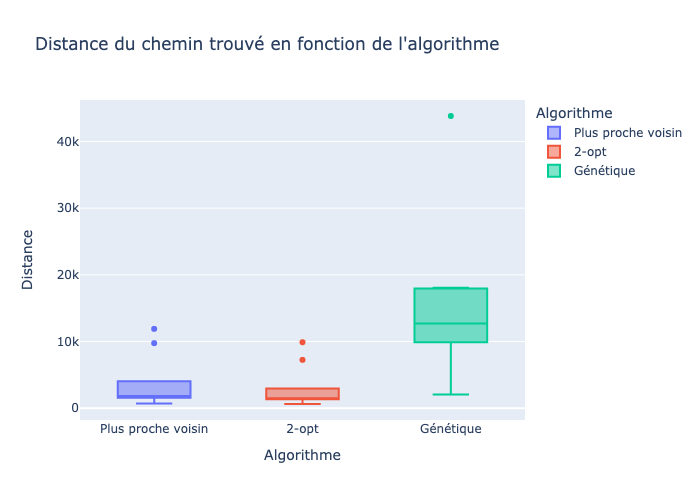 Distance du chemin trouvé en fonction de l'algorithme
Algorithme
Plus proche voisin
2-opt
Génétique
40k
30k
20k
10k
0
Distance
Plus proche voisin
2-opt
Génétique
Algorithme